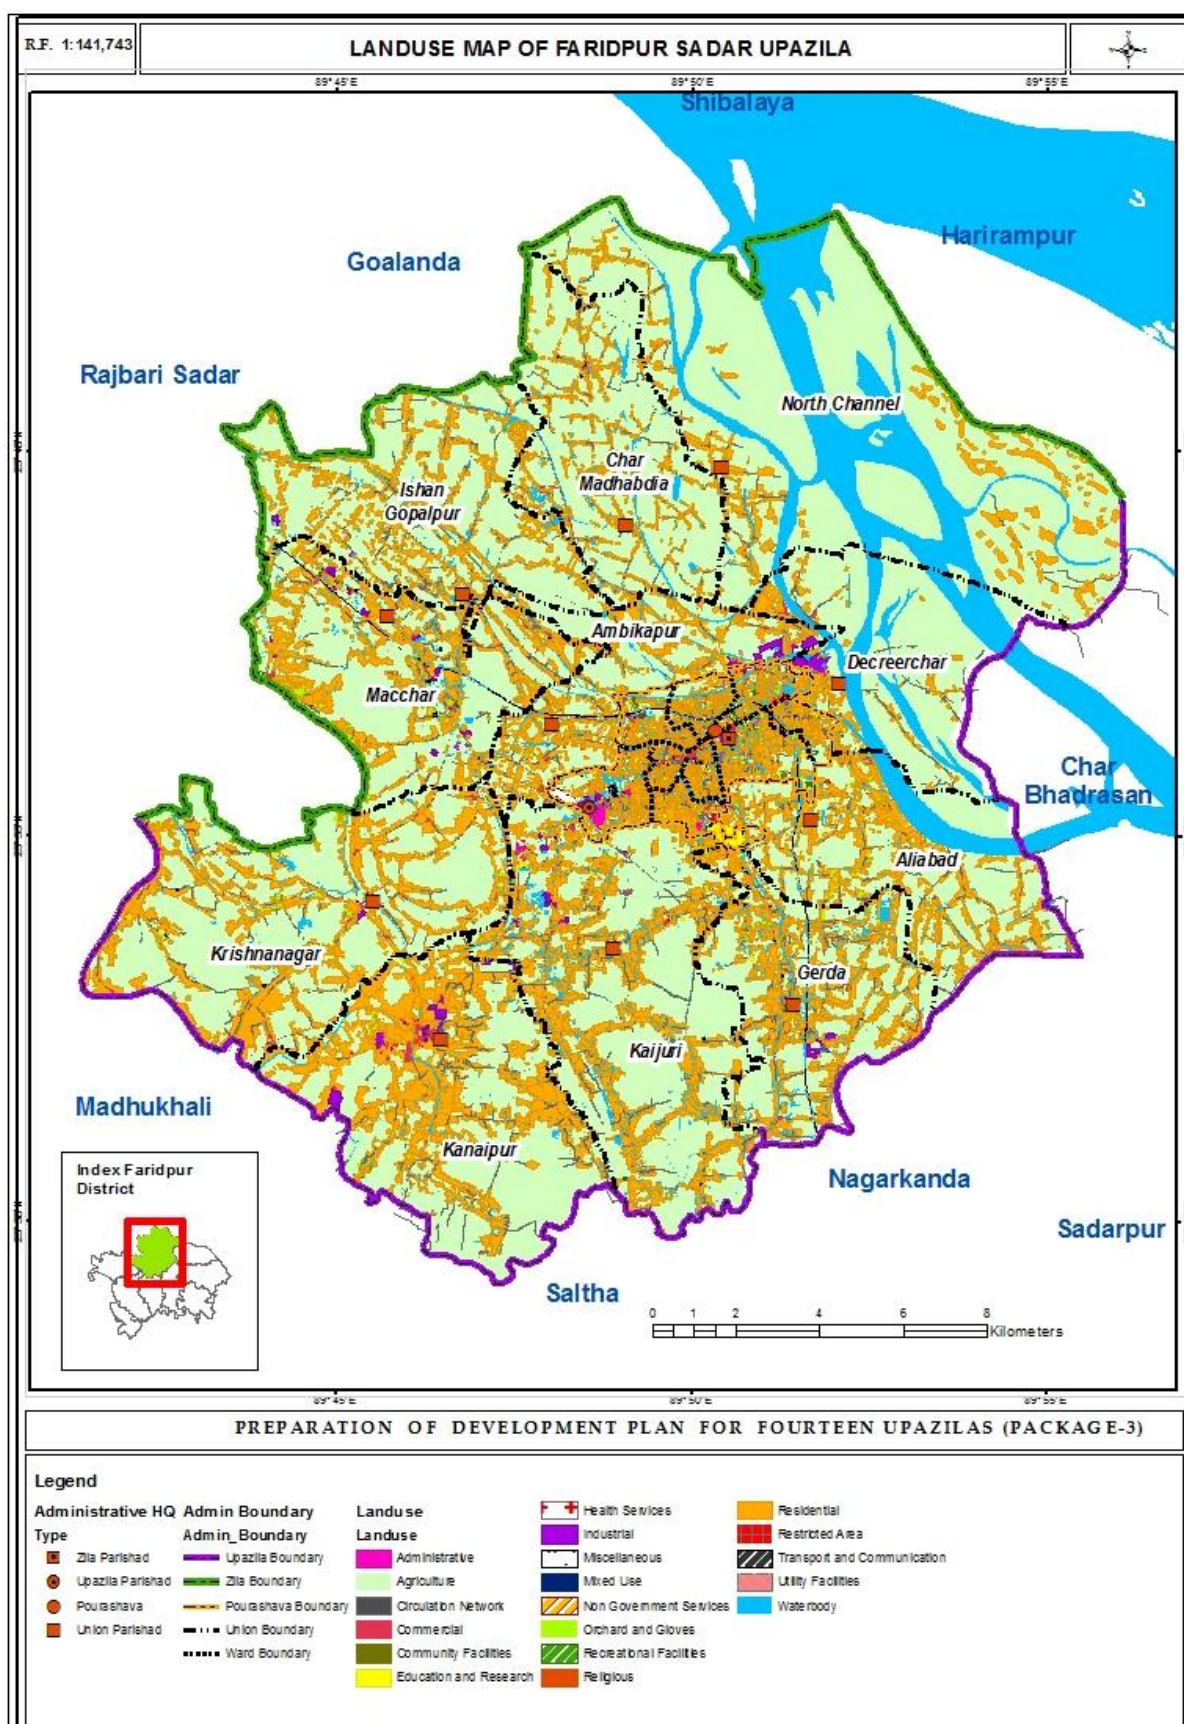 R.F. 1:141,743
LANDUSE MAP OF FARIDPUR SADAR UPAZILA
89°45'E
89°50'E
89°55'E
Shibalaya
Harirampur
Goalanda
Rajbari Sadar
North Channel
Char
Madhabdia
Ishan
Gopalpur
Ambikapur
Decreerchar
Macchar
Char
Bhadrasan
Aliabad
Krishnanagar
Gerda
Kaijuri
Madhukhali
Kanaipur
Nagarkanda
Sadarpur
Saltha
Index Faridpur
District
0 1 2 4 6 8
Kilometers
89°45'E
89°50'E
89°55'E
PREPARATION OF DEVELOPMENT PLAN FOR FOURTEEN UPAZILAS (PACKAGE-3)
Legend
Administrative HQ
Type
Zila Parishad
Upazila Parishad
Pourashava
Union Parishad
Admin Boundary
Admin_Boundary
Upazila Boundary
Zila Boundary
Pourashava Boundary
Union Boundary
Ward Boundary
Landuse
Landuse
Administrative
Agriculture
Circulation Network
Commercial
Community Facilities
Education and Research
Health Services
Industrial
Miscellaneous
Mixed Use
Non Government Services
Orchard and Gloves
Recreational Facilities
Religious
Residential
Restricted Area
Transport and Communication
Utility Facilities
Waterbody